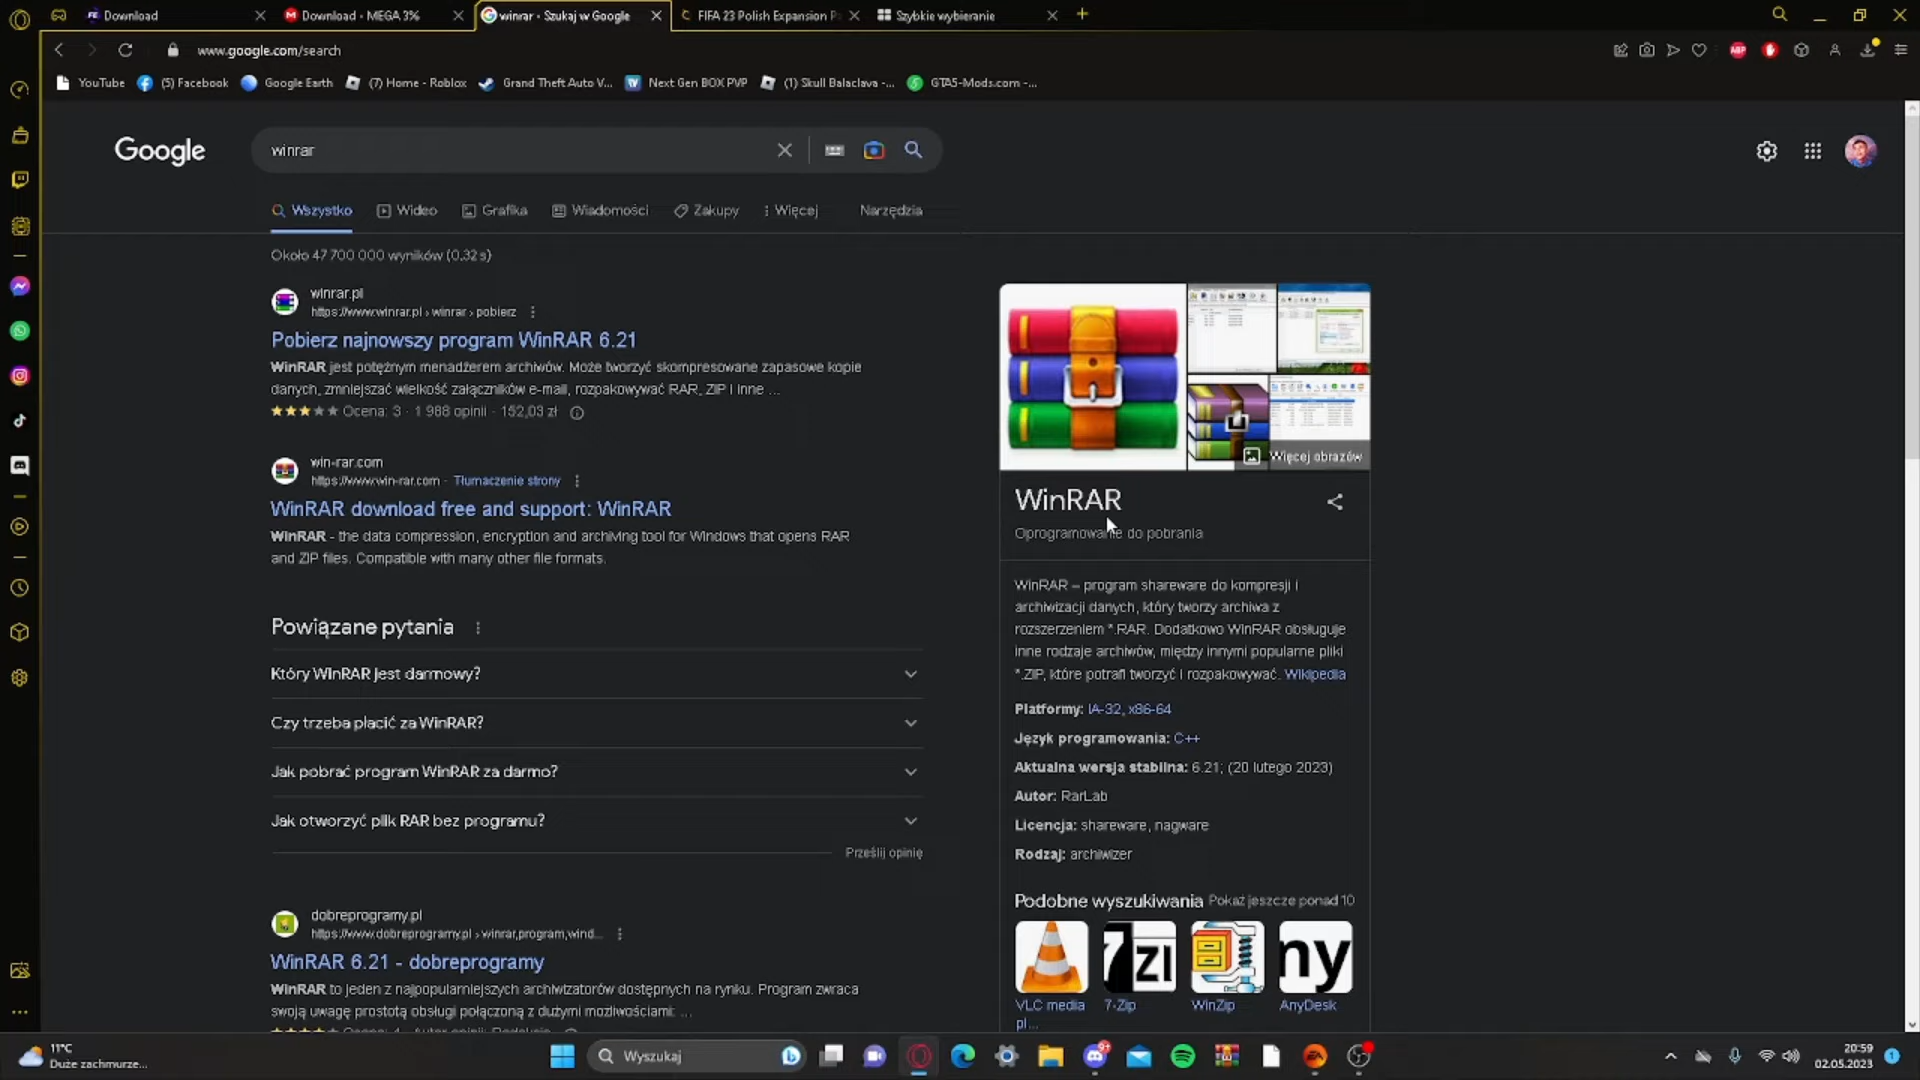 Download
Download - MEGA 3%
winrar - Szukaj w Google
FIFA 23 Polish Expansion P
Szybkie wybieranie
www.google.com/search
YouTube
(5) Facebook
Google Earth
(7) Home - Roblox
Grand Theft Auto V...
Next Gen BOX PVP
(1) Skull Balaclava -...
GTA5-Mods.com -...
Google
winrar
Wszystko
Wideo
Grafika
Wiadomości
Zakupy
Więcej
Narzędzia
Około 47 700 000 wyników (0,32 s)
winrar.pl
https://www.winrar.pl › winrar › pobierz
Pobierz najnowszy program WinRAR 6.21
WinRAR jest potężnym menadżerem archiwów. Może tworzyć skompresowane zapasowe kopie
danych, zmniejszać wielkość załączników e-mail, rozpakowywać RAR, ZIP i inne ...
Ocena: 3 · 1 988 opinii · 152,03 zł
win-rar.com
https://www.win-rar.com · Tłumaczenie strony
WinRAR download free and support: WinRAR
WinRAR - the data compression, encryption and archiving tool for Windows that opens RAR
and ZIP files. Compatible with many other file formats.
Powiązane pytania
Który WinRAR jest darmowy?
Czy trzeba płacić za WinRAR?
Jak pobrać program WinRAR za darmo?
Jak otworzyć plik RAR bez programu?
Prześlij opinię
dobreprogramy.pl
https://www.dobreprogramy.pl › winrar,program,wind...
WinRAR 6.21 - dobreprogramy
WinRAR to jeden z najpopularniejszych archiwizatorów dostępnych na rynku. Program zwraca
swoją uwagę prostotą obsługi połączoną z dużymi możliwościami: ...
Więcej obrazów
WinRAR
Oprogramowanie do pobrania
WinRAR – program shareware do kompresji i
archiwizacji danych, który tworzy archiwa z
rozszerzeniem *.RAR. Dodatkowo WinRAR obsługuje
inne rodzaje archiwów, między innymi popularne pliki
*.ZIP, które potrafi tworzyć i rozpakowywać. Wikipedia
Platformy: IA-32, x86-64
Język programowania: C++
Aktualna wersja stabilna: 6.21; (20 lutego 2023)
Autor: RarLab
Licencja: shareware, nagware
Rodzaj: archiwizer
Podobne wyszukiwania
Pokaż jeszcze ponad 10
VLC media
pl...
7-Zip
WinZip
AnyDesk
11°C
Duże zachmurze...
Wyszukaj
20:59
02.05.2023